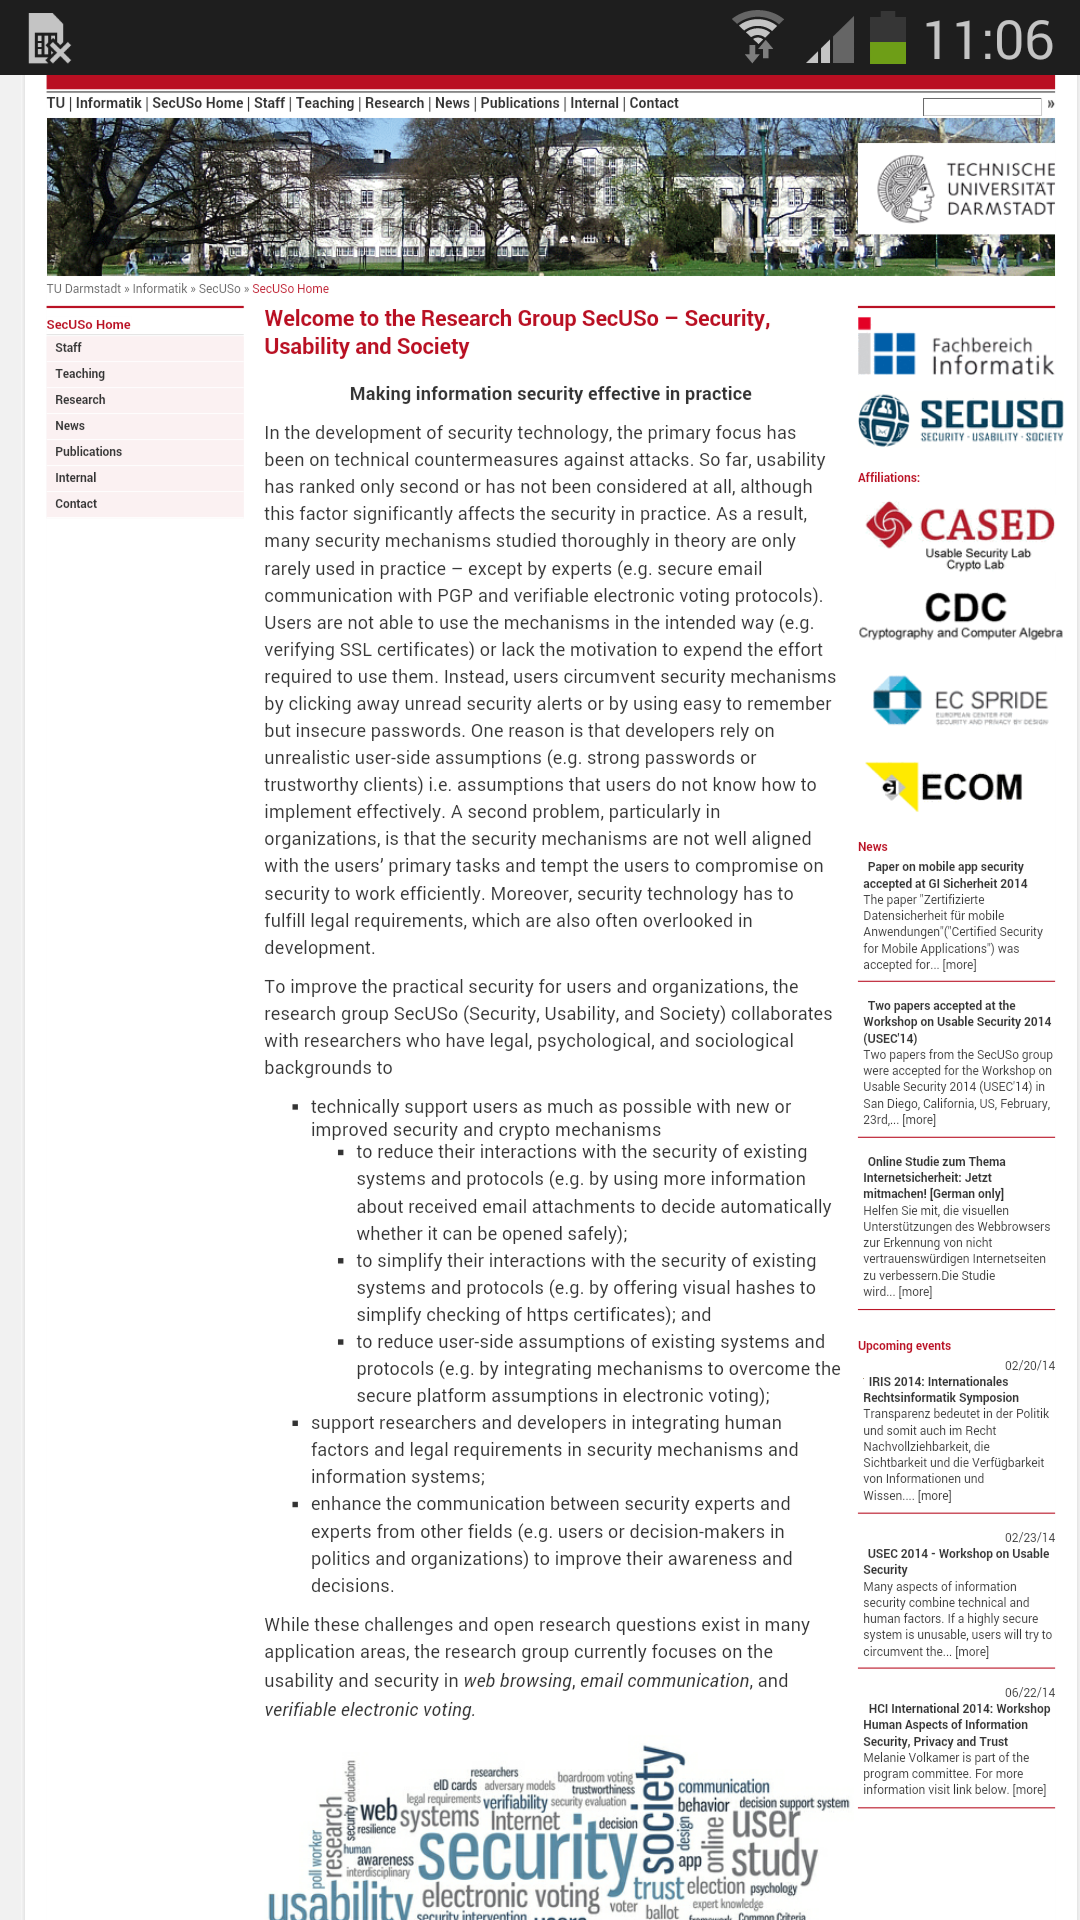 11:06
TU | Informatik | SecUSo Home | Staff | Teaching | Research | News | Publications | Internal | Contact
»
TECHNISCHE
UNIVERSITÄT
DARMSTADT
TU Darmstadt » Informatik » SecUSo » SecUSo Home
SecUSo Home
Staff
Teaching
Research
News
Publications
Internal
Contact
Welcome to the Research Group SecUSo – Security,
Usability and Society
Making information security effective in practice
In the development of security technology, the primary focus has
been on technical countermeasures against attacks. So far, usability
has ranked only second or has not been considered at all, although
this factor significantly affects the security in practice. As a result,
many security mechanisms studied thoroughly in theory are only
rarely used in practice – except by experts (e.g. secure email
communication with PGP and verifiable electronic voting protocols).
Users are not able to use the mechanisms in the intended way (e.g.
verifying SSL certificates) or lack the motivation to expend the effort
required to use them. Instead, users circumvent security mechanisms
by clicking away unread security alerts or by using easy to remember
but insecure passwords. One reason is that developers rely on
unrealistic user-side assumptions (e.g. strong passwords or
trustworthy clients) i.e. assumptions that users do not know how to
implement effectively. A second problem, particularly in
organizations, is that the security mechanisms are not well aligned
with the users’ primary tasks and tempt the users to compromise on
security to work efficiently. Moreover, security technology has to
fulfill legal requirements, which are also often overlooked in
development.
To improve the practical security for users and organizations, the
research group SecUSo (Security, Usability, and Society) collaborates
with researchers who have legal, psychological, and sociological
backgrounds to
▪ technically support users as much as possible with new or
improved security and crypto mechanisms
▪ to reduce their interactions with the security of existing
systems and protocols (e.g. by using more information
about received email attachments to decide automatically
whether it can be opened safely);
▪ to simplify their interactions with the security of existing
systems and protocols (e.g. by offering visual hashes to
simplify checking of https certificates); and
▪ to reduce user-side assumptions of existing systems and
protocols (e.g. by integrating mechanisms to overcome the
secure platform assumptions in electronic voting);
▪ support researchers and developers in integrating human
factors and legal requirements in security mechanisms and
information systems;
▪ enhance the communication between security experts and
experts from other fields (e.g. users or decision-makers in
politics and organizations) to improve their awareness and
decisions.
While these challenges and open research questions exist in many
application areas, the research group currently focuses on the
usability and security in web browsing, email communication, and
verifiable electronic voting.
researchers
eID cards
adversary models
boardroom voting
trustworthiness
legal requirements
verifiability
security evaluation
society
communication
behavior
decision support system
education
security
research
web
resilience
systems
Internet
decision
design
online
user
study
poll worker
human
awareness
interdisciplinary
security
app
usability
electronic voting
trust
election
psychology
voter
expert knowledge
security intervention
users
ballot
framework
Common Criteria
Fachbereich
Informatik
SECUSO
SECURITY · USABILITY · SOCIETY
Affiliations:
CASED
Usable Security Lab
Crypto Lab
CDC
Cryptography and Computer Algebra
EC SPRIDE
EUROPEAN CENTER FOR
SECURITY AND PRIVACY BY DESIGN
GI ECOM
News
Paper on mobile app security
accepted at GI Sicherheit 2014
The paper "Zertifizierte
Datensicherheit für mobile
Anwendungen"("Certified Security
for Mobile Applications") was
accepted for... [more]
Two papers accepted at the
Workshop on Usable Security 2014
(USEC'14)
Two papers from the SecUSo group
were accepted for the Workshop on
Usable Security 2014 (USEC'14) in
San Diego, California, US, February,
23rd,... [more]
Online Studie zum Thema
Internetsicherheit: Jetzt
mitmachen! [German only]
Helfen Sie mit, die visuellen
Unterstützungen des Webbrowsers
zur Erkennung von nicht
vertrauenswürdigen Internetseiten
zu verbessern.Die Studie
wird... [more]
Upcoming events
02/20/14
IRIS 2014: Internationales
Rechtsinformatik Symposion
Transparenz bedeutet in der Politik
und somit auch im Recht
Nachvollziehbarkeit, die
Sichtbarkeit und die Verfügbarkeit
von Informationen und
Wissen.... [more]
02/23/14
USEC 2014 - Workshop on Usable
Security
Many aspects of information
security combine technical and
human factors. If a highly secure
system is unusable, users will try to
circumvent the... [more]
06/22/14
HCI International 2014: Workshop
Human Aspects of Information
Security, Privacy and Trust
Melanie Volkamer is part of the
program committee. For more
information visit link below. [more]